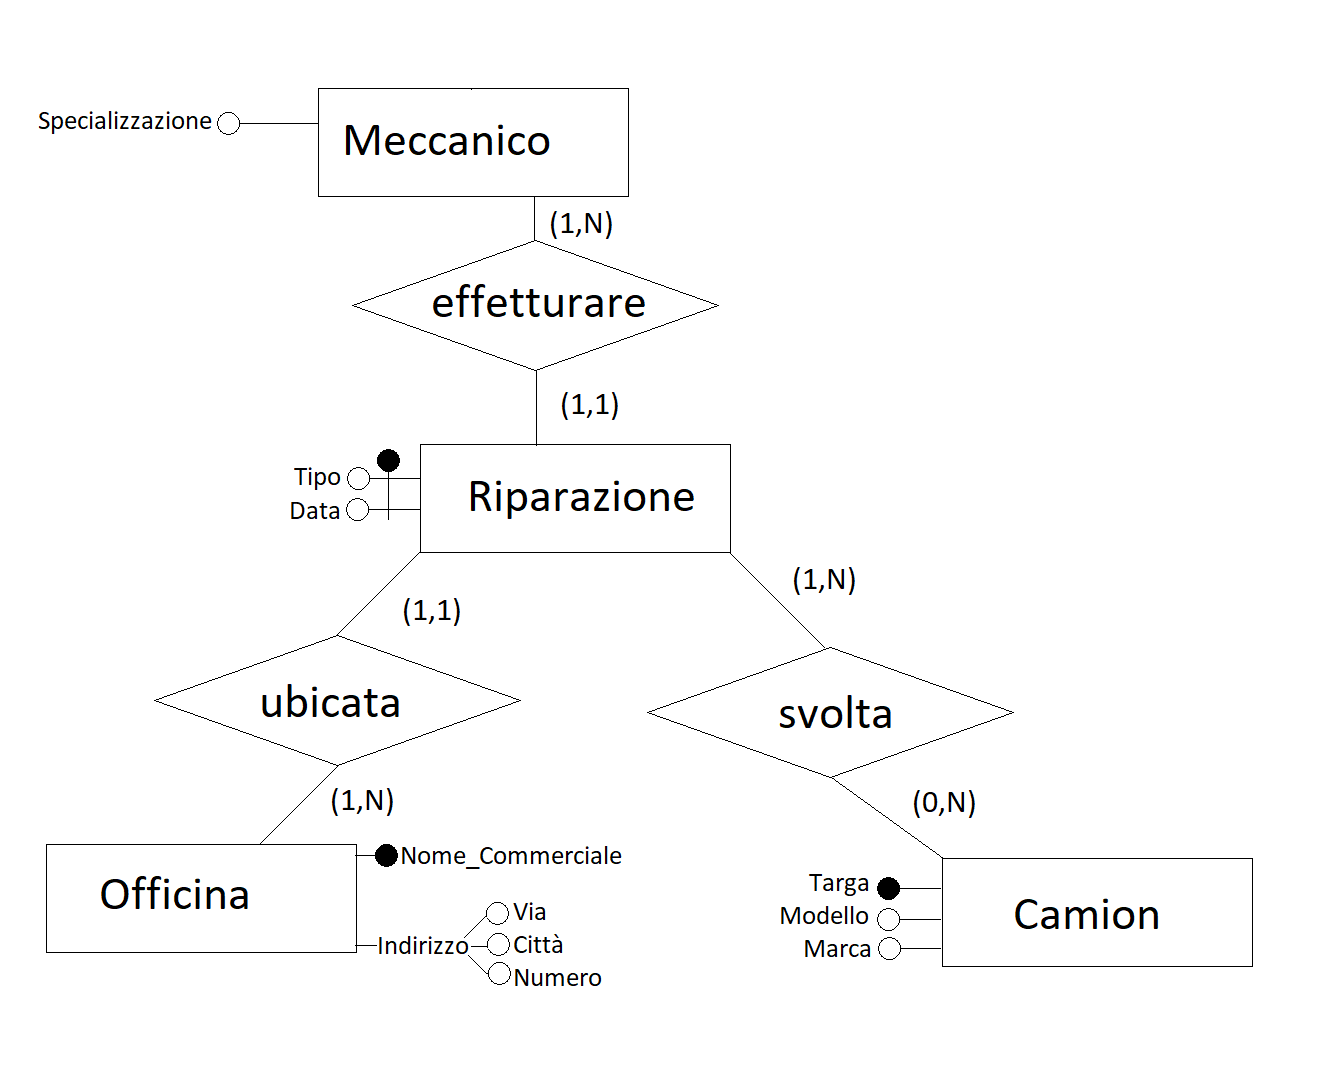 Specializzazione
Meccanico
(1,N)
effetturare
(1,1)
Tipo
Data
Riparazione
(1,1)
(1,N)
ubicata
svolta
(1,N)
(0,N)
Officina
Nome_Commerciale
Indirizzo
Via
Città
Numero
Targa
Modello
Marca
Camion